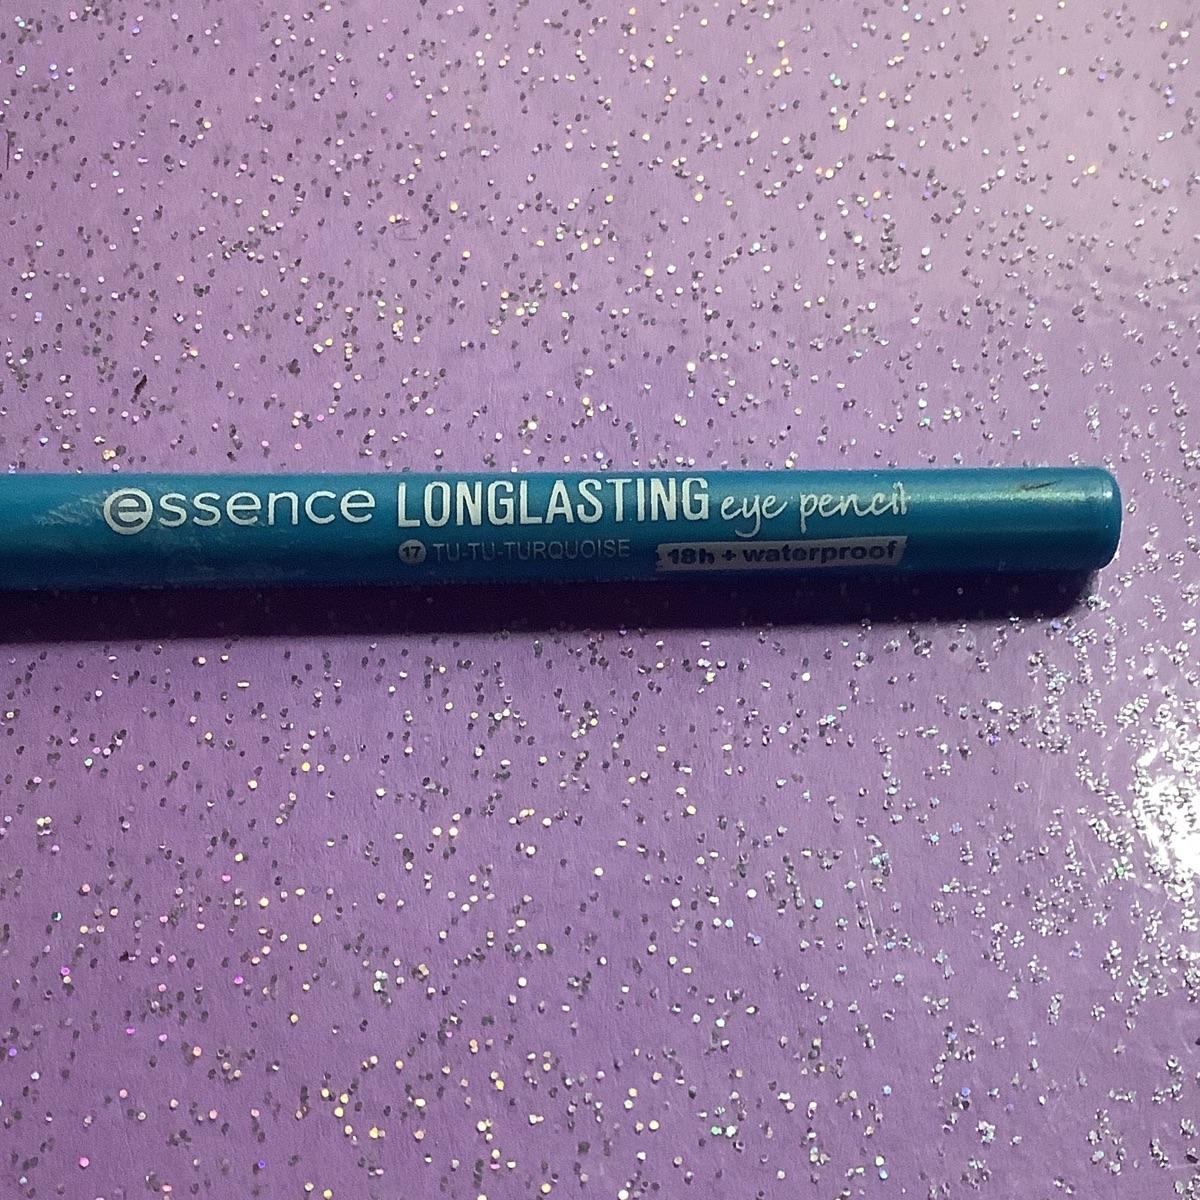 essence LONGLASTING eye pencil
17 TU-TU-TURQUOISE 18h + waterproof